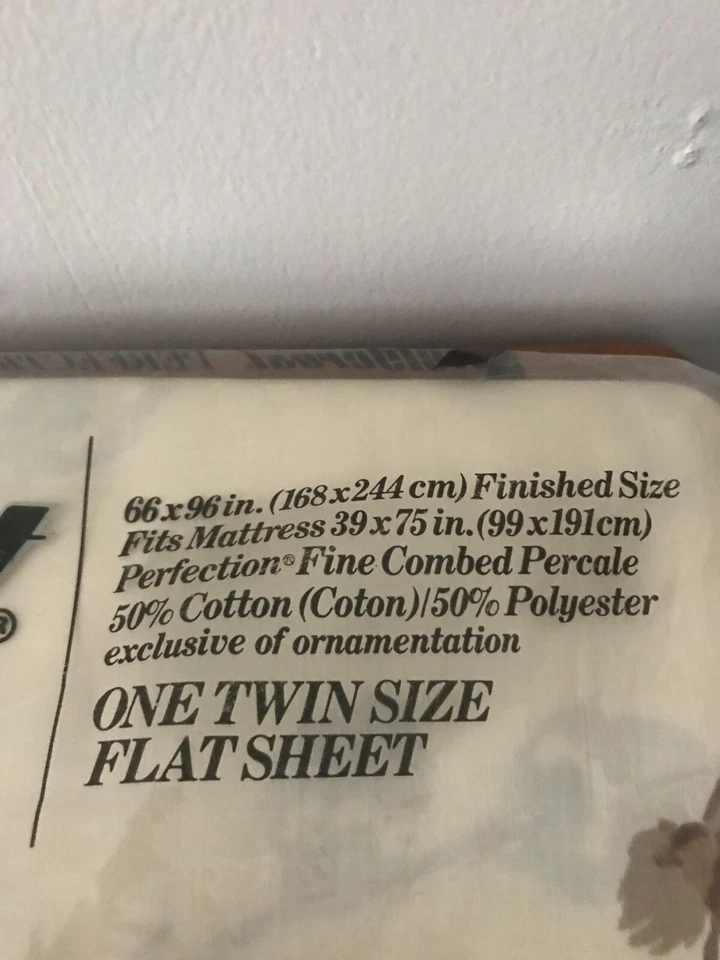 66x96 in. (168x244 cm) Finished Size
Fits Mattress 39x75 in. (99x191cm)
Perfection® Fine Combed Percale
50% Cotton (Coton)/50% Polyester
exclusive of ornamentation
ONE TWIN SIZE
FLAT SHEET
®